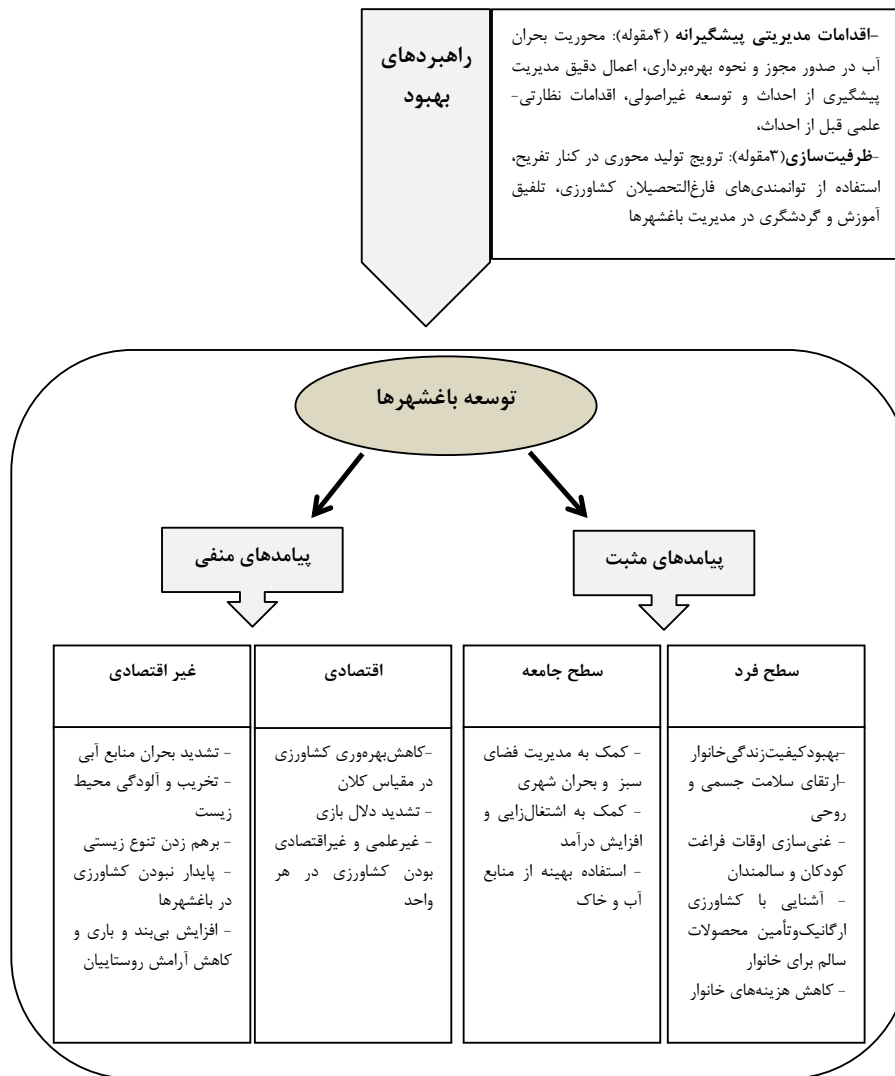 راهبردهای
بهبود
-اقدامات مدیریتی پیشگیرانه (۴مقوله): محوریت بحران
آب در صدور مجوز و نحوه بهره‌برداری، اعمال دقیق مدیریت
پیشگیری از احداث و توسعه غیراصولی، اقدامات نظارتی-
علمی قبل از احداث،
-ظرفیت‌سازی(۳مقوله): ترویج تولید محوری در کنار تفریح،
استفاده از توانمندی‌های فارغ‌التحصیلان کشاورزی، تلفیق
آموزش و گردشگری در مدیریت باغشهرها
توسعه باغشهرها
پیامدهای مثبت
پیامدهای منفی
سطح فرد
-بهبودکیفیت‌زندگی‌خانوار
-ارتقای سلامت جسمی و
روحی
- غنی‌سازی اوقات فراغت
کودکان و سالمندان
- آشنایی با کشاورزی
ارگانیک‌وتأمین محصولات
سالم برای خانوار
- کاهش هزینه‌های خانوار
سطح جامعه
- کمک به مدیریت فضای
سبز و بحران شهری
- کمک به اشتغال‌زایی و
افزایش درآمد
- استفاده بهینه از منابع
آب و خاک
اقتصادی
-کاهش‌بهره‌وری کشاورزی
در مقیاس کلان
- تشدید دلال بازی
- غیرعلمی و غیراقتصادی
بودن کشاورزی در هر
واحد
غیر اقتصادی
- تشدید بحران منابع آبی
- تخریب و آلودگی محیط
زیست
- برهم زدن تنوع زیستی
- پایدار نبودن کشاورزی
در باغشهرها
- افزایش بی‌بند و باری و
کاهش آرامش روستاییان